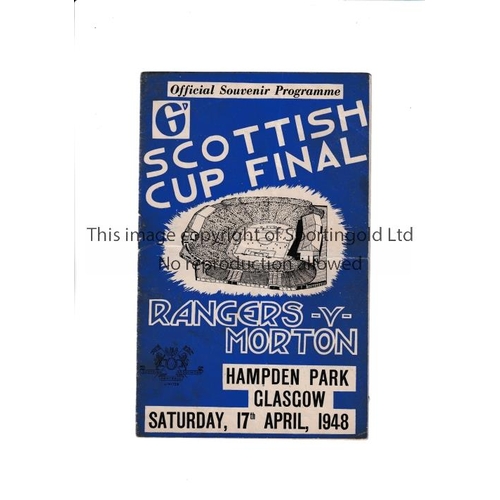 Official Souvenir Programme
6D
SCOTTISH
CUP FINAL
This image copyright of Sportingold Ltd
No reproduction allowed
RANGERS -V-
MORTON
HAMPDEN PARK
GLASGOW
SATURDAY, 17th APRIL, 1948